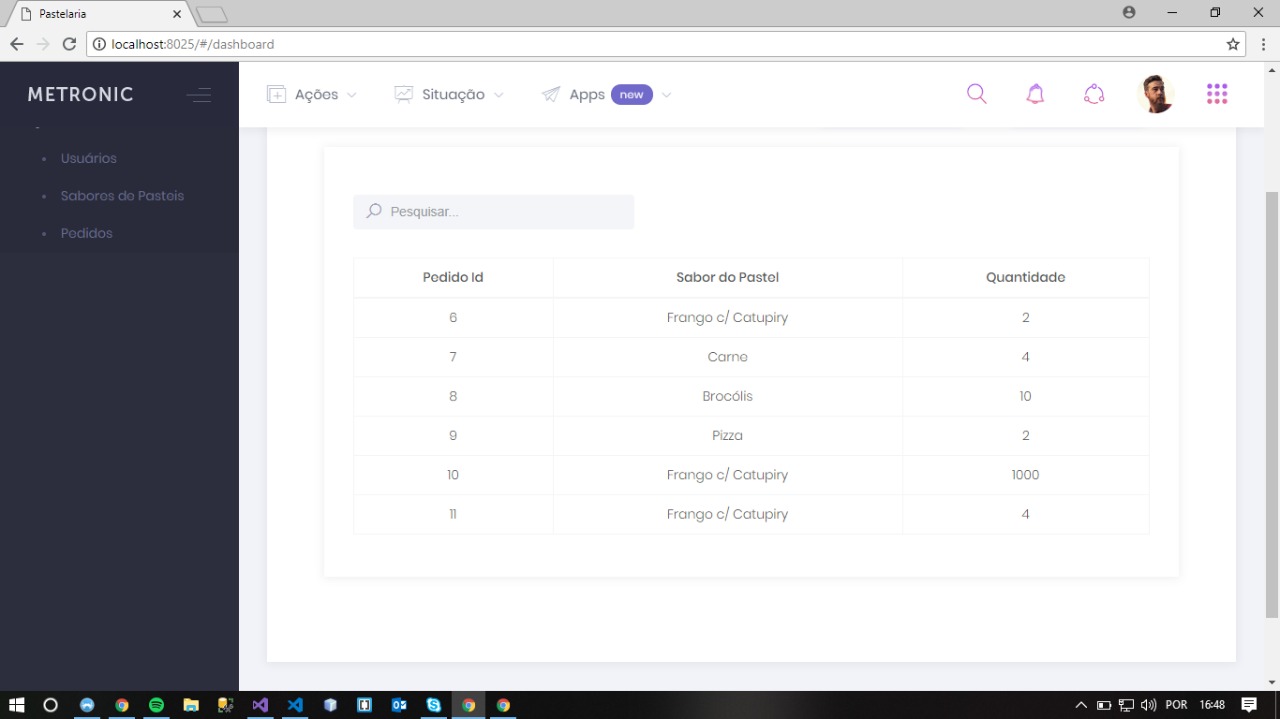 Pastelaria
localhost:8025/#/dashboard
METRONIC
Ações
Situação
Apps new
Usuários
Sabores de Pasteis
Pedidos
Pesquisar...
Pedido Id Sabor do Pastel Quantidade
6 Frango c/ Catupiry 2
7 Carne 4
8 Brocólis 10
9 Pizza 2
10 Frango c/ Catupiry 1000
11 Frango c/ Catupiry 4
POR 16:48